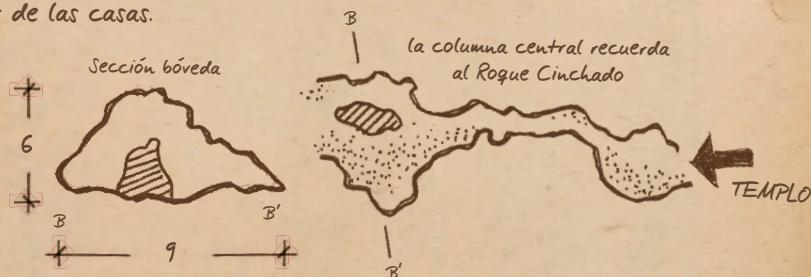 de las casas.
Sección bóveda
6
B
B'
9
B
la columna central recuerda
al Roque Cinchado
TEMPLO
B'